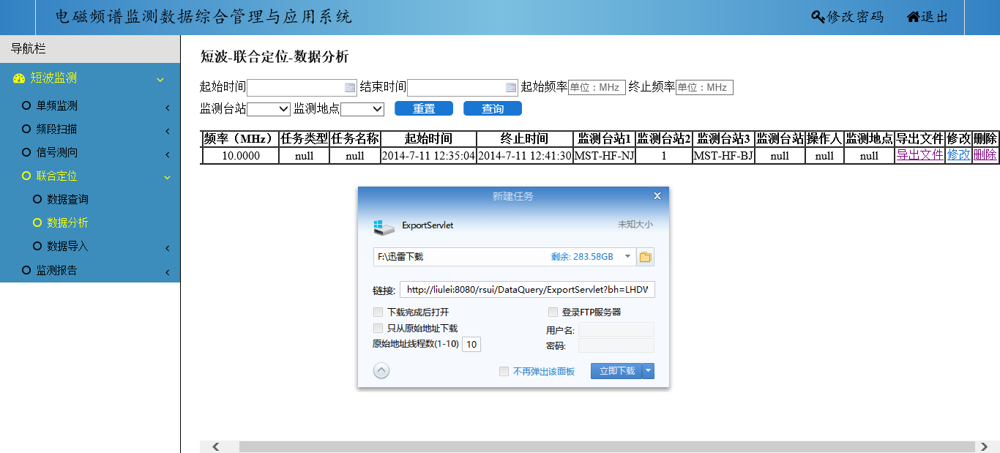 电磁频谱监测数据综合管理与应用系统
修改密码 退出
导航栏
短波监测
单频监测
频段扫描
信号测向
联合定位
数据查询
数据分析
数据导入
监测报告
短波-联合定位-数据分析
起始时间 结束时间 起始频率 单位：MHz 终止频率 单位：MHz
监测台站 监测地点 重置 查询
频率（MHz） 任务类型 任务名称 起始时间 终止时间 监测台站1 监测台站2 监测台站3 监测台站 操作人 监测地点 导出文件 修改 删除
10.0000 null null 2014-7-11 12:35:04 2014-7-11 12:41:30 MST-HF-NJ 1 MST-HF-BJ null null null 导出文件 修改 删除
新建任务
ExportServlet 未知大小
F:\迅雷下载 剩余: 283.58GB
链接: http://liulei:8080/rsui/DataQuery/ExportServlet?bh=LHDW
下载完成后打开 登录FTP服务器
只从原始地址下载 用户名:
原始地址线程数(1-10) 10 密码:
不再弹出该面板 立即下载